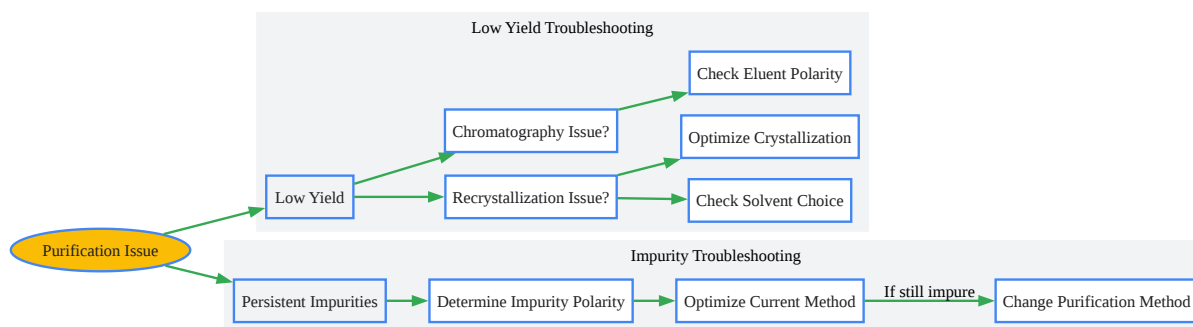 Low Yield Troubleshooting
Check Eluent Polarity
Chromatography Issue?
Optimize Crystallization
Low Yield
Recrystallization Issue?
Check Solvent Choice
Purification Issue
Impurity Troubleshooting
Persistent Impurities
Determine Impurity Polarity
Optimize Current Method
If still impure
Change Purification Method